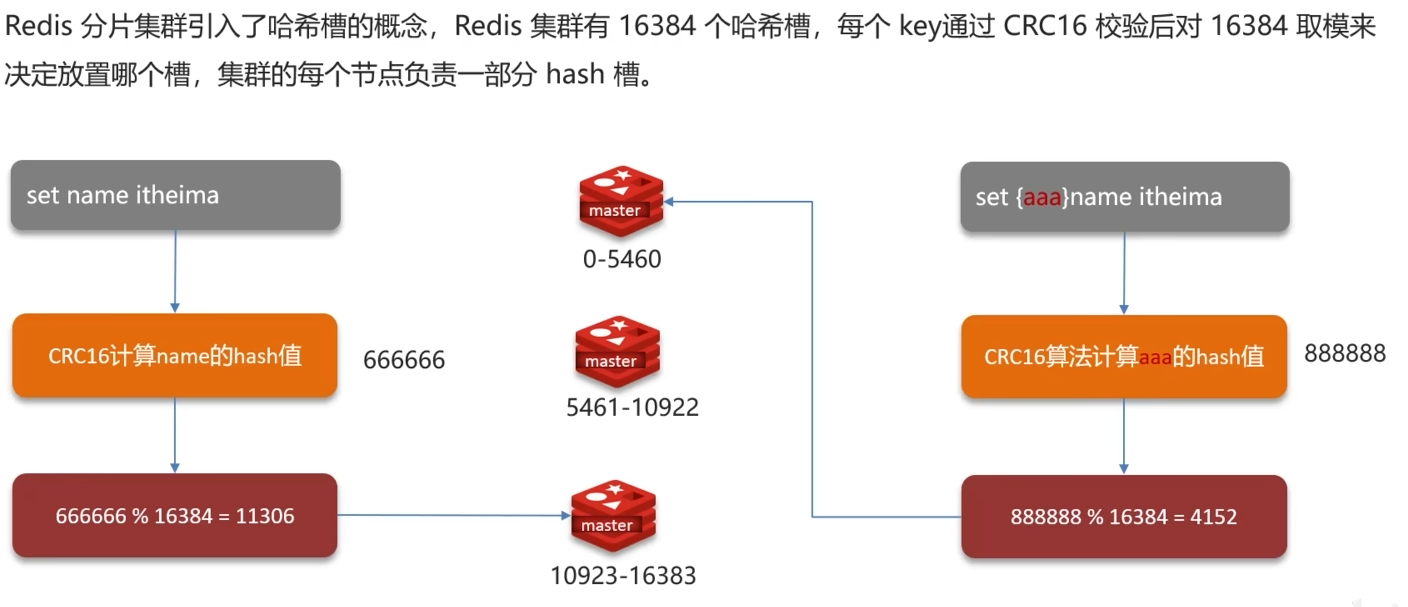 Redis 分片集群引入了哈希槽的概念，Redis 集群有 16384 个哈希槽，每个 key通过 CRC16 校验后对 16384 取模来
决定放置哪个槽，集群的每个节点负责一部分 hash 槽。
set name itheima
CRC16计算name的hash值
666666
666666 % 16384 = 11306
master
0-5460
master
5461-10922
master
10923-16383
set {aaa}name itheima
CRC16算法计算aaa的hash值
888888
888888 % 16384 = 4152